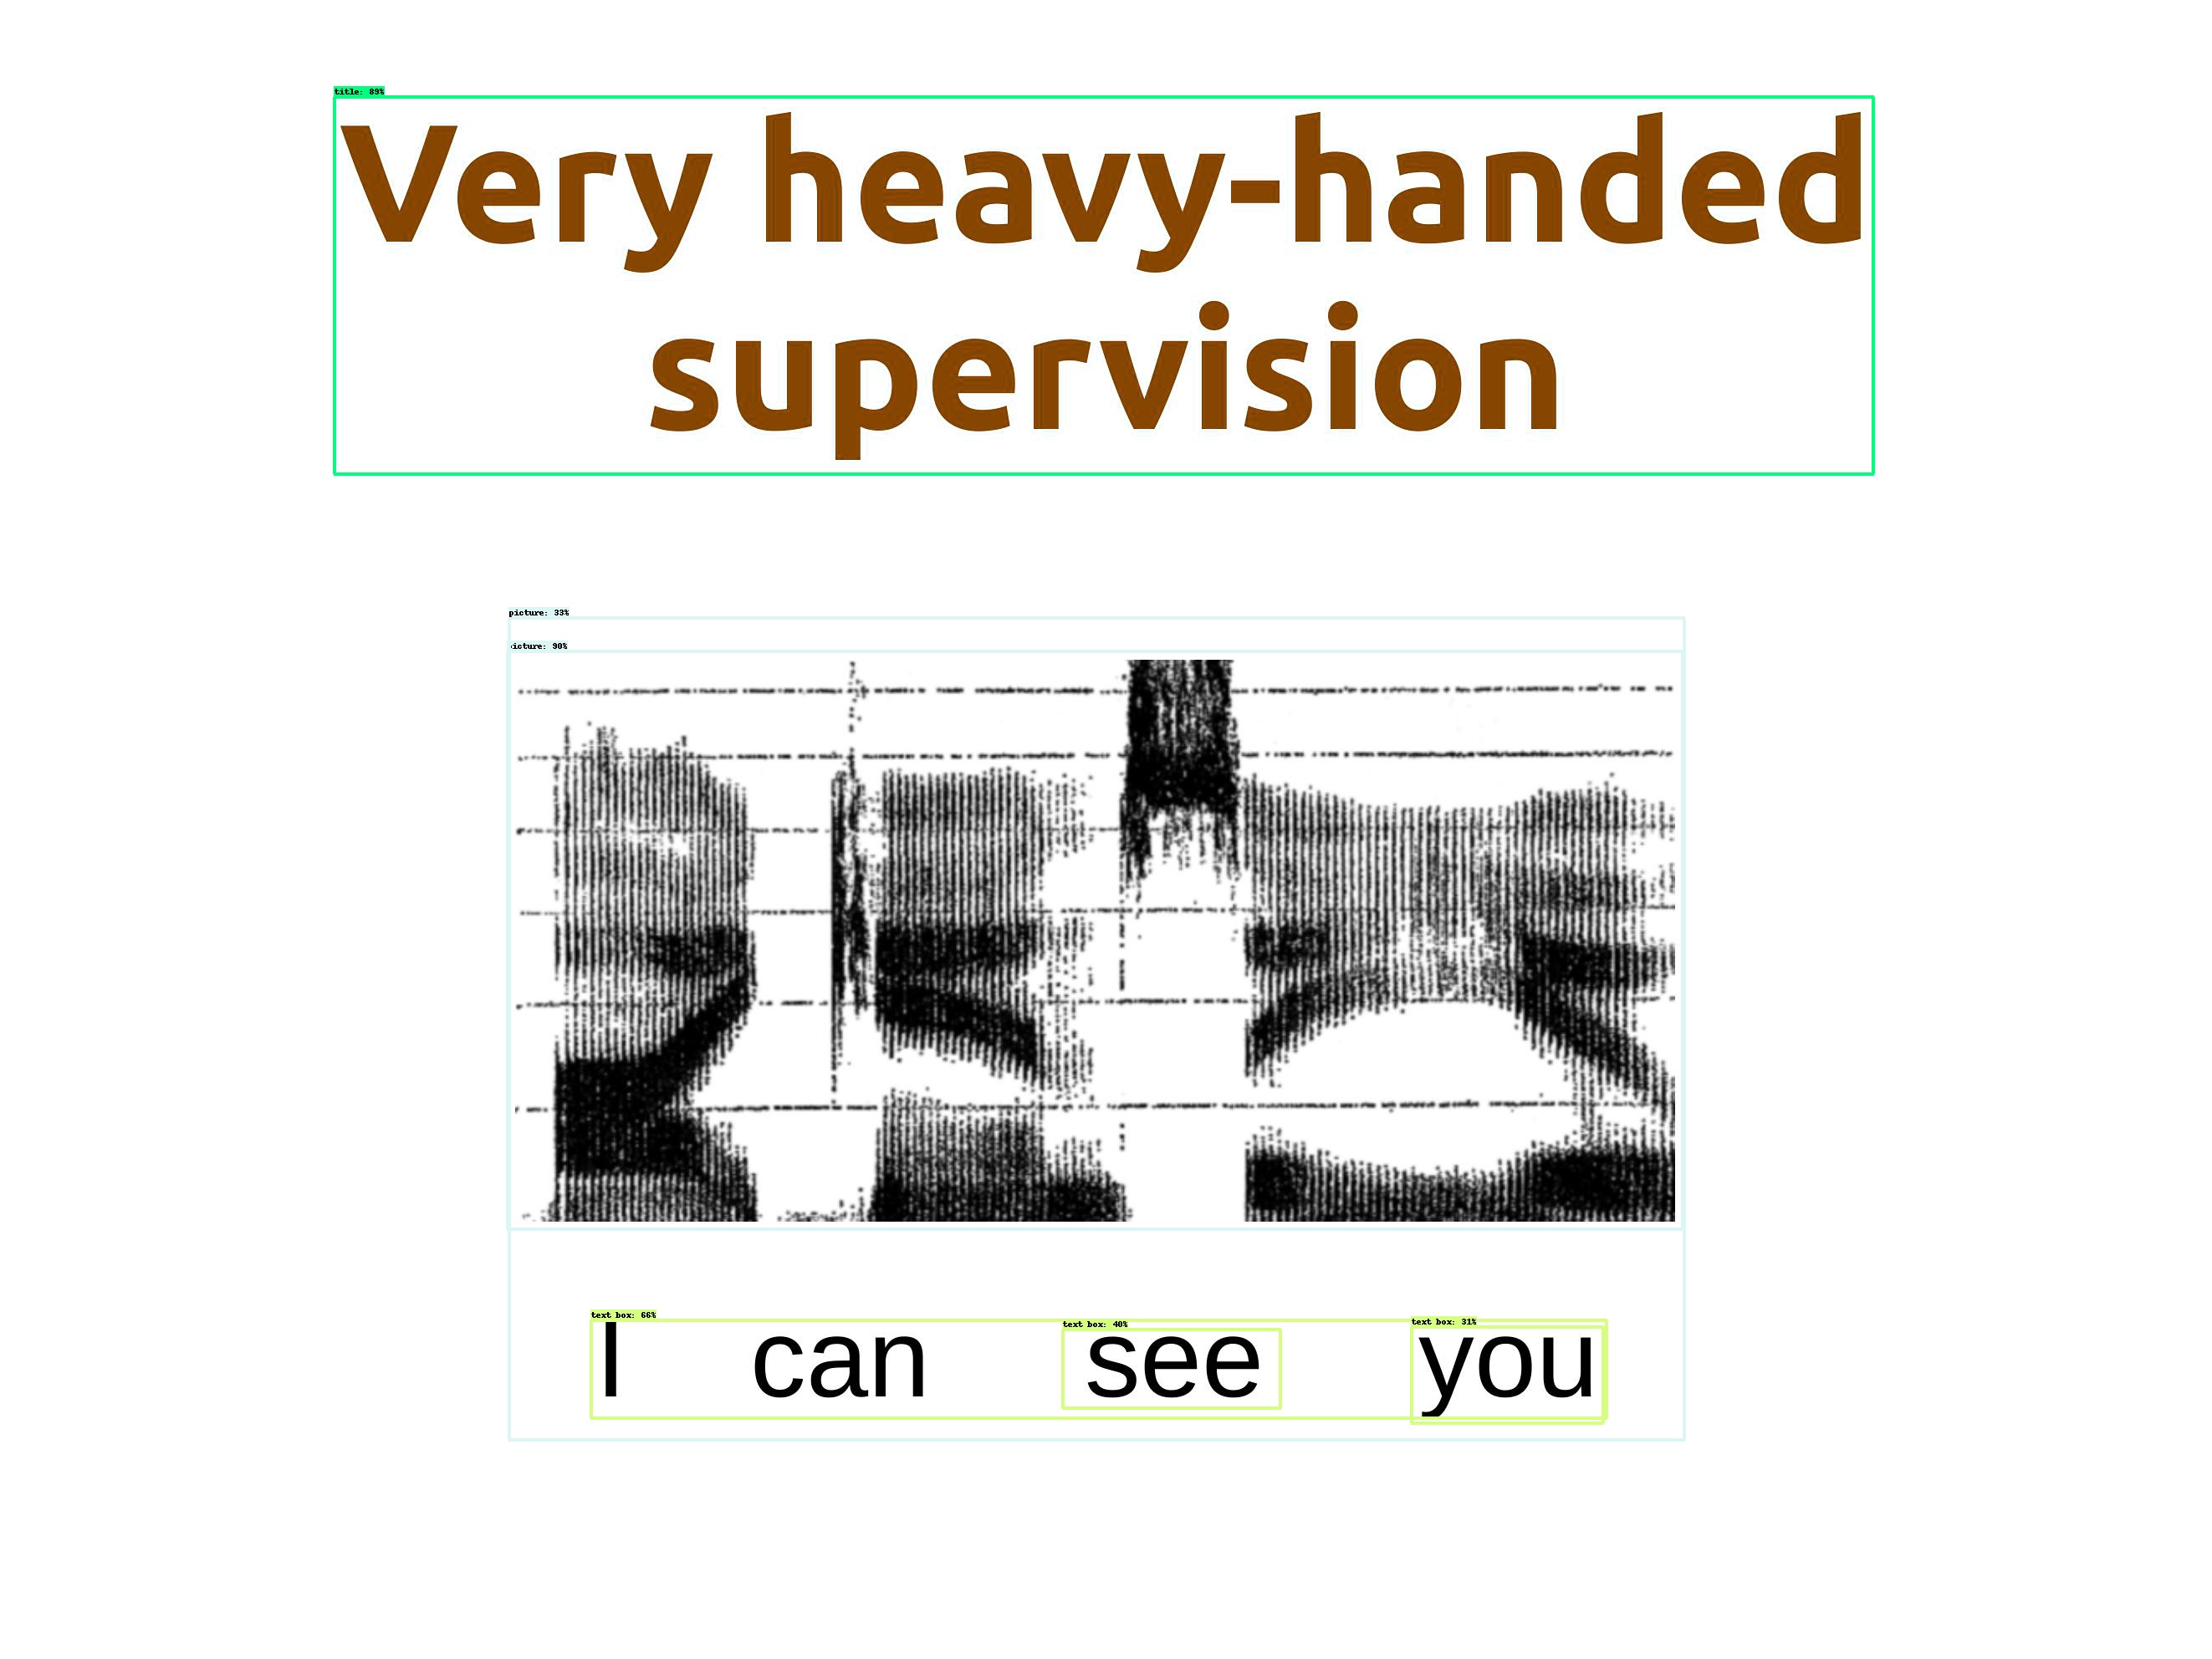 title: 89%
Very heavy-handed
supervision
picture: 33%
picture: 90%
text box: 66%
text box: 40%
text box: 31%
I can see you